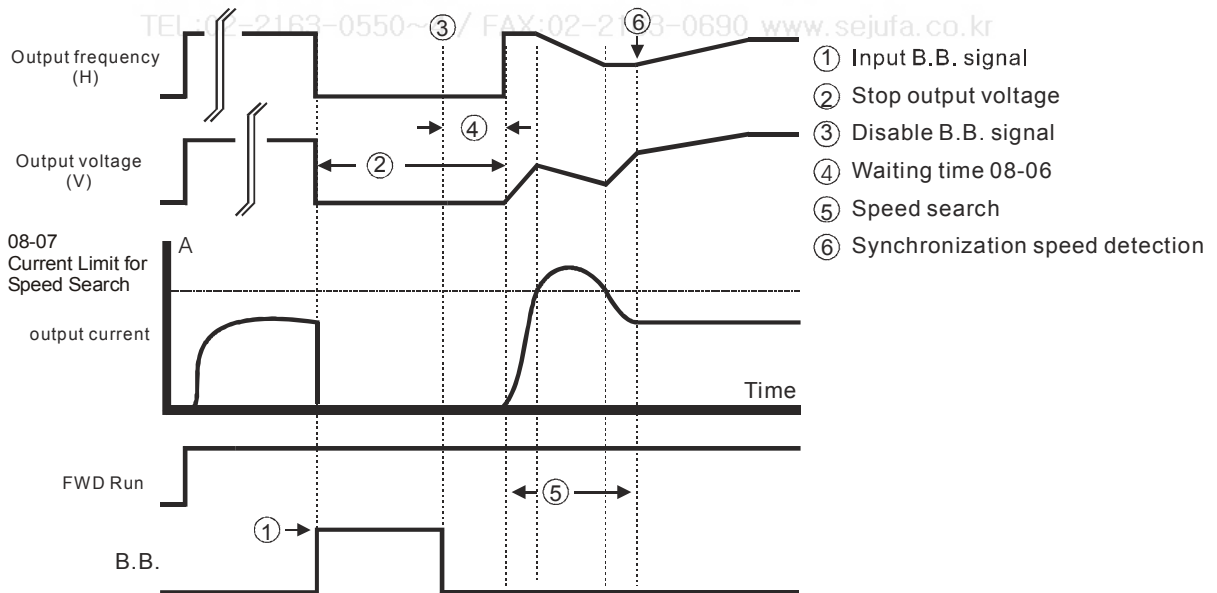 TEL:02-2163-0550~1/ FAX:02-2163-0690 www.sejufa.co.kr
Output frequency
(H)
Output voltage
(V)
08-07
Current Limit for
Speed Search
A
output current
Time
FWD Run
B.B.
③
⑥
④
②
⑤
①
① Input B.B. signal
② Stop output voltage
③ Disable B.B. signal
④ Waiting time 08-06
⑤ Speed search
⑥ Synchronization speed detection